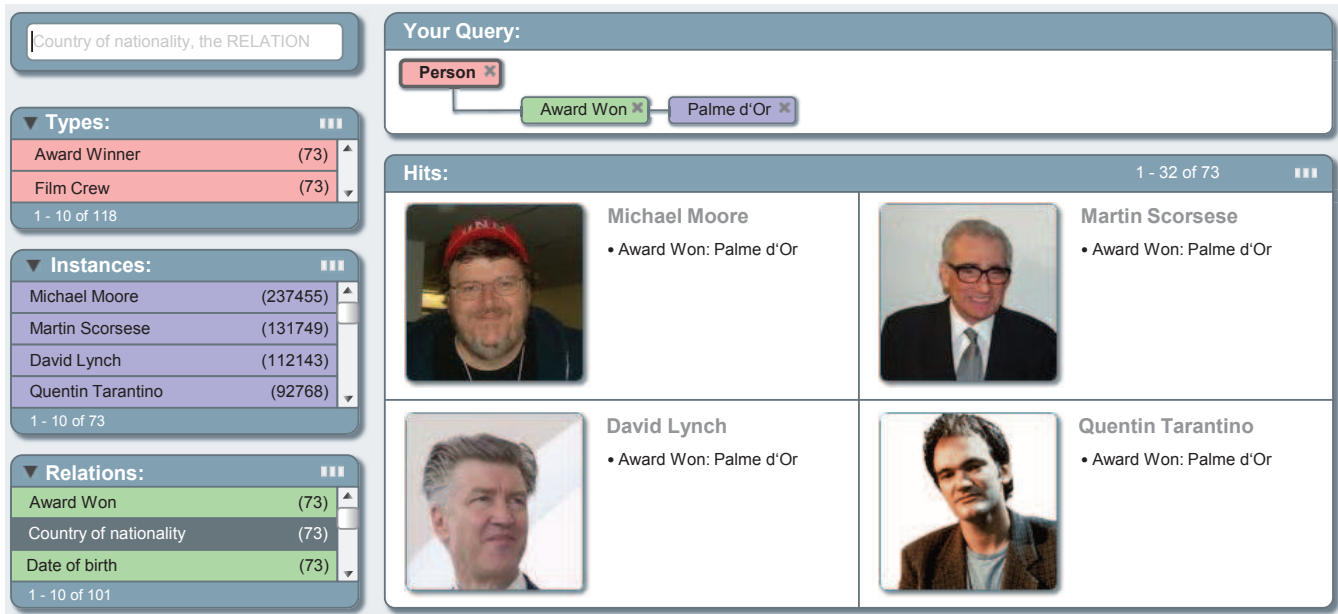 Country of nationality, the RELATION
Types:
Award Winner (73)
Film Crew (73)
1 - 10 of 118
Instances:
Michael Moore (237455)
Martin Scorsese (131749)
David Lynch (112143)
Quentin Tarantino (92768)
1 - 10 of 73
Relations:
Award Won (73)
Country of nationality (73)
Date of birth (73)
1 - 10 of 101
Your Query:
Person
Award Won
Palme d‘Or
Hits: 1 - 32 of 73
Michael Moore
• Award Won: Palme d‘Or
Martin Scorsese
• Award Won: Palme d‘Or
David Lynch
• Award Won: Palme d‘Or
Quentin Tarantino
• Award Won: Palme d‘Or